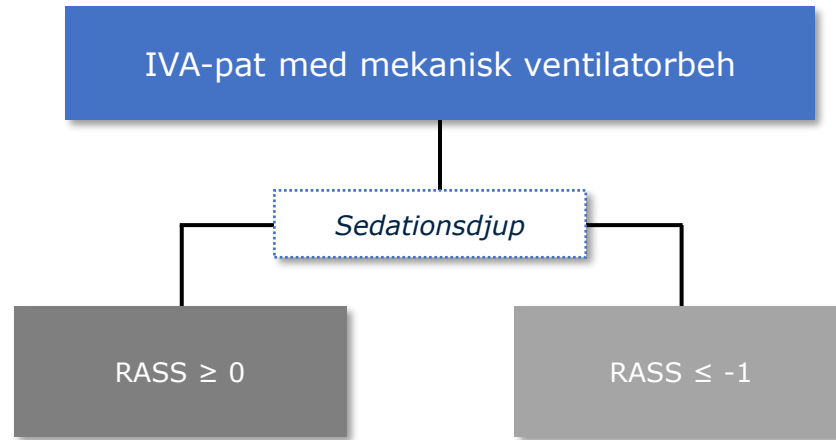 IVA-pat med mekanisk ventilatorbeh
Sedationsdjup
RASS ≥ 0
RASS ≤ -1